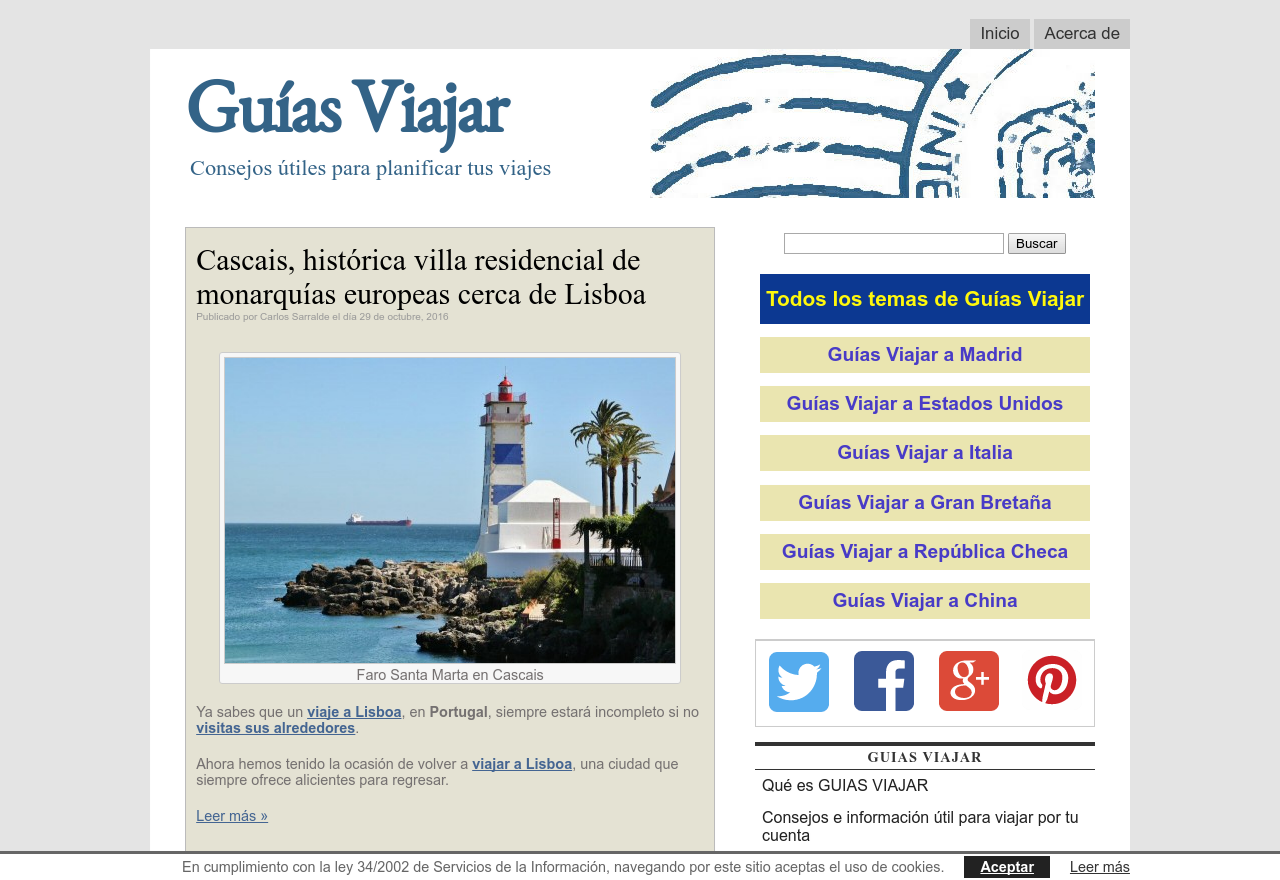 Inicio
Acerca de
Guías Viajar
Consejos útiles para planificar tus viajes
Cascais, histórica villa residencial de
monarquías europeas cerca de Lisboa
Publicado por Carlos Sarralde el día 29 de octubre, 2016
Faro Santa Marta en Cascais
Ya sabes que un viaje a Lisboa, en Portugal, siempre estará incompleto si no
visitas sus alrededores.
Ahora hemos tenido la ocasión de volver a viajar a Lisboa, una ciudad que
siempre ofrece alicientes para regresar.
Leer más »
Buscar
Todos los temas de Guías Viajar
Guías Viajar a Madrid
Guías Viajar a Estados Unidos
Guías Viajar a Italia
Guías Viajar a Gran Bretaña
Guías Viajar a República Checa
Guías Viajar a China
GUIAS VIAJAR
Qué es GUIAS VIAJAR
Consejos e información útil para viajar por tu
cuenta
En cumplimiento con la ley 34/2002 de Servicios de la Información, navegando por este sitio aceptas el uso de cookies.
Aceptar
Leer más